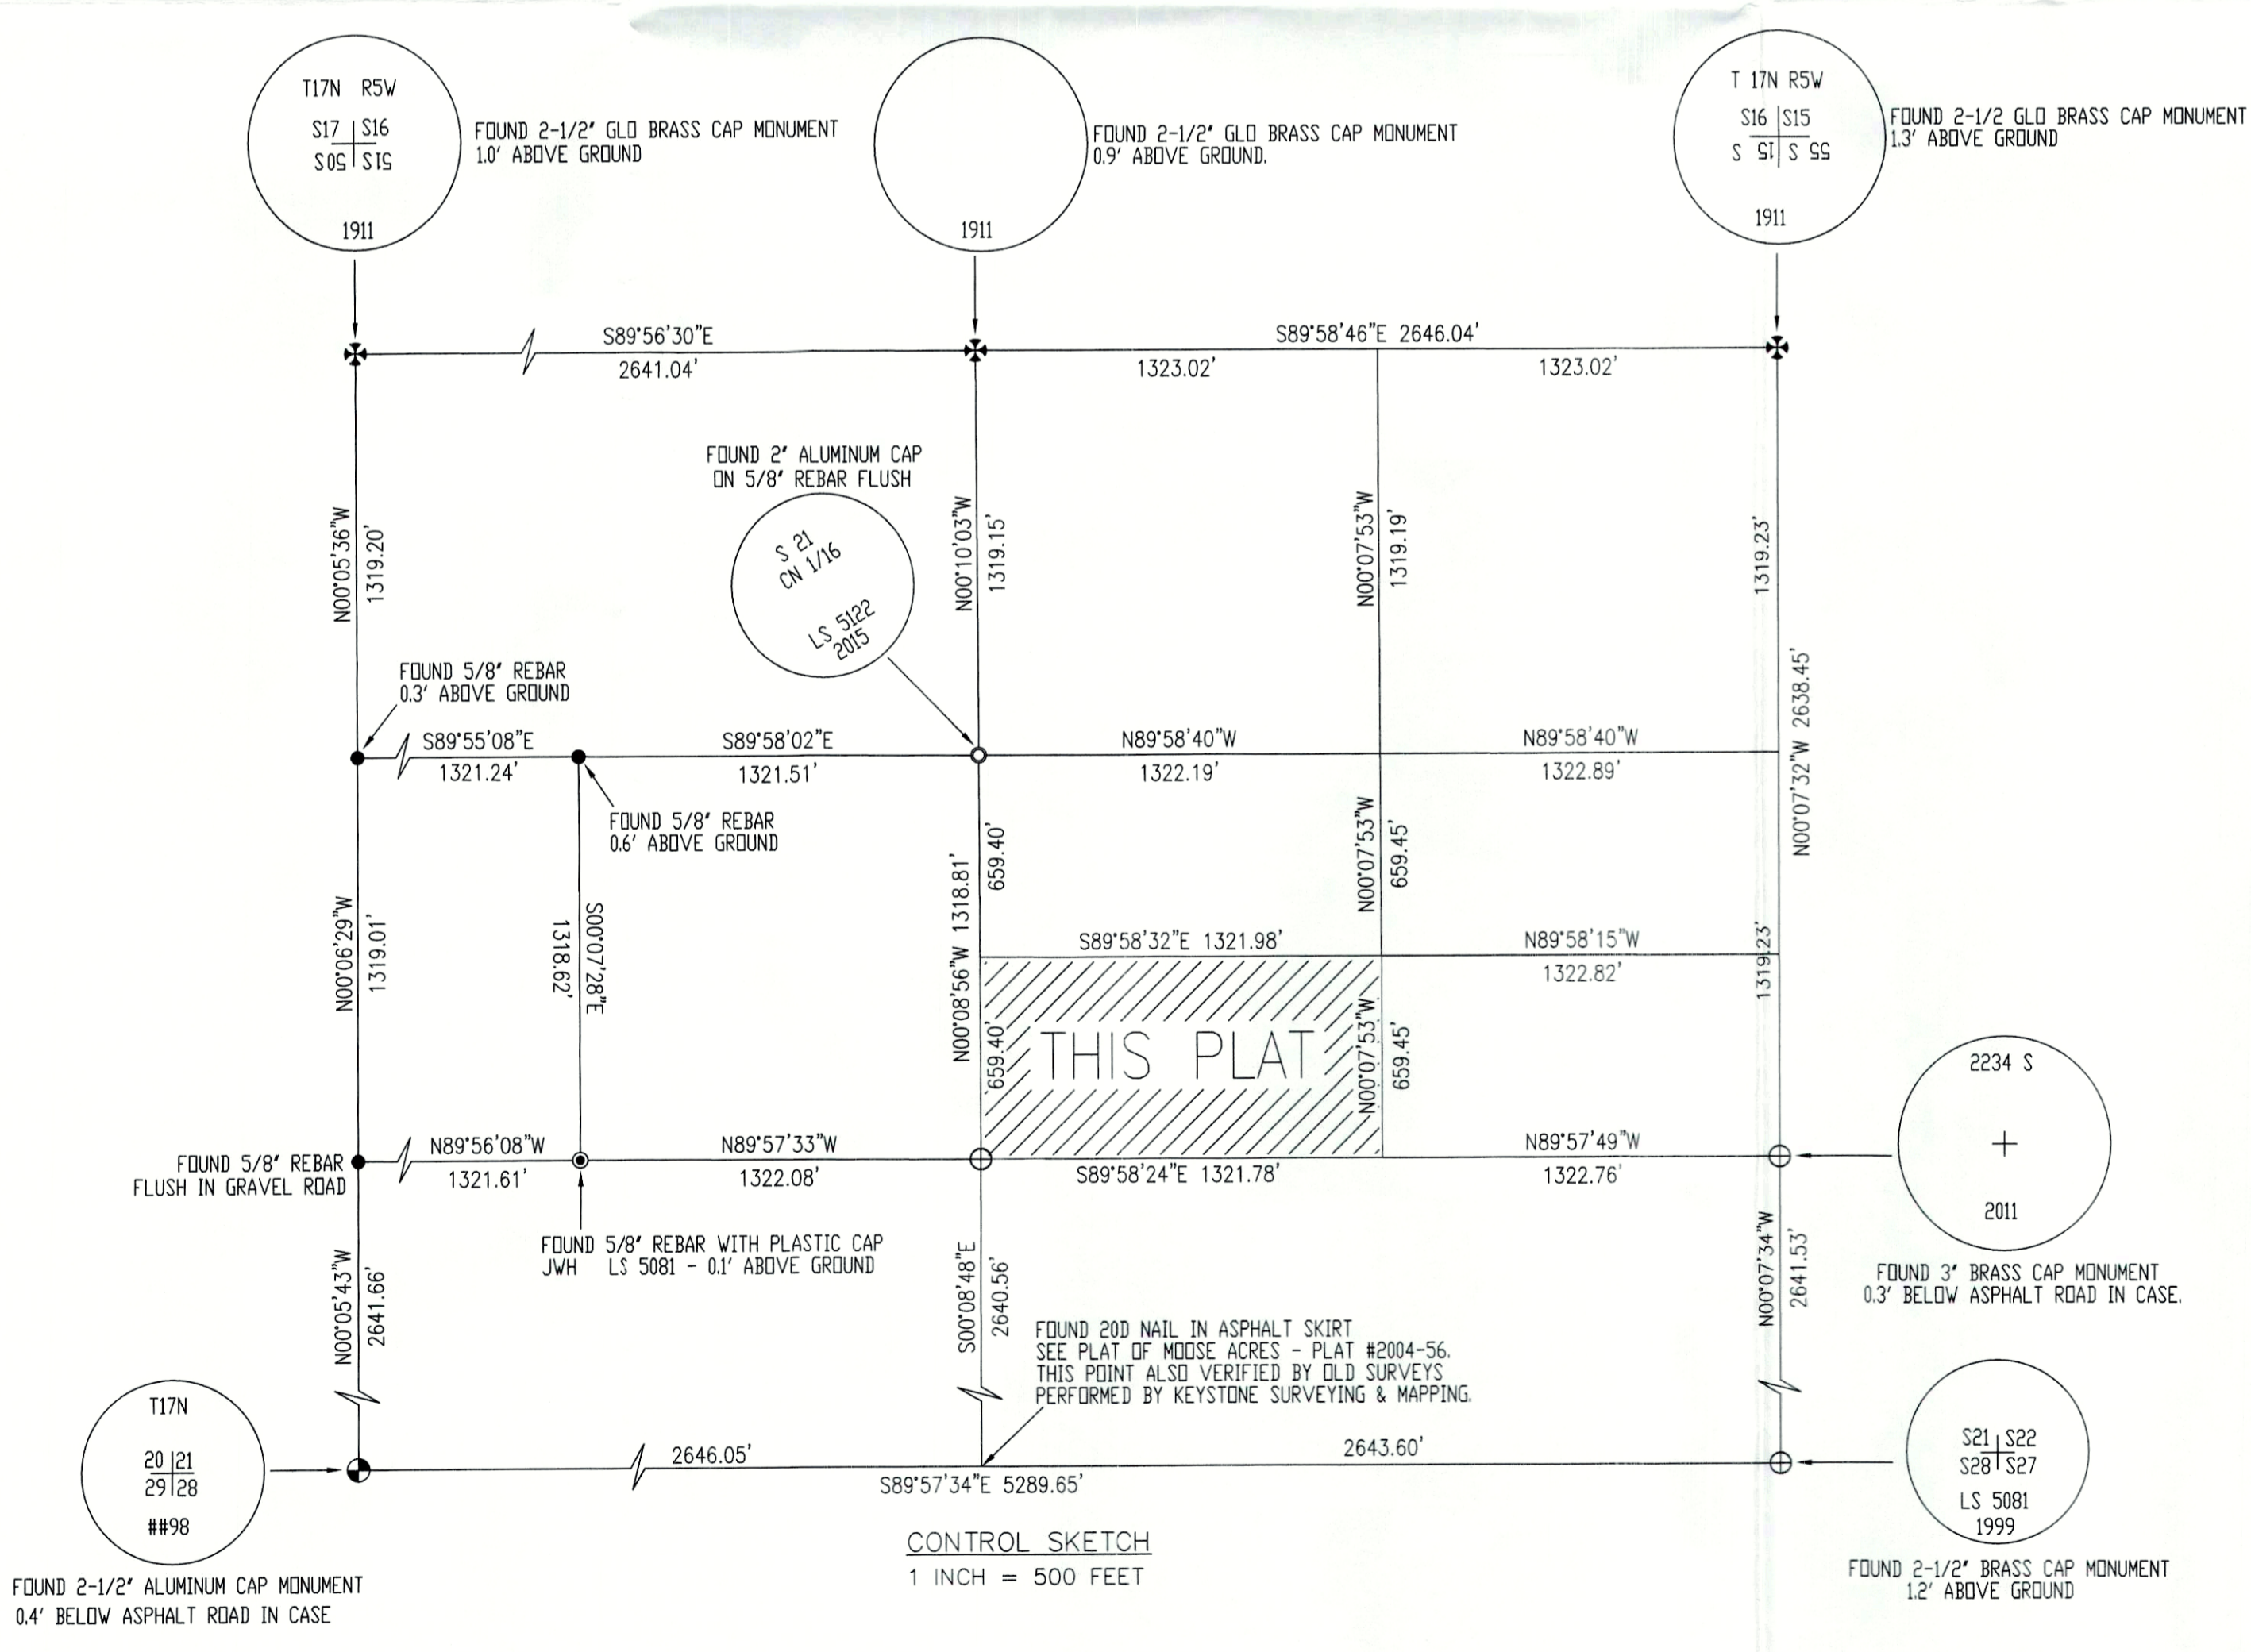 T17N R5W
S17 S16
S20 S21
1911
FOUND 2-1/2" GLO BRASS CAP MONUMENT
1.0' ABOVE GROUND
1911
FOUND 2-1/2" GLO BRASS CAP MONUMENT
0.9' ABOVE GROUND.
T 17N R5W
S16 S15
S 21 S 22
1911
FOUND 2-1/2 GLO BRASS CAP MONUMENT
1.3' ABOVE GROUND
S89°56'30"E
2641.04'
S89°58'46"E 2646.04'
1323.02'
1323.02'
N00°05'36"W
1319.20'
FOUND 2" ALUMINUM CAP
ON 5/8" REBAR FLUSH
S 21
CN 1/16
LS 5122
2015
N00°10'03"W
1319.15'
N00°07'53"W
1319.19'
1319.23'
N00°07'32"W 2638.45'
FOUND 5/8" REBAR
0.3' ABOVE GROUND
S89°55'08"E
1321.24'
S89°58'02"E
1321.51'
N89°58'40"W
1322.19'
N89°58'40"W
1322.89'
FOUND 5/8" REBAR
0.6' ABOVE GROUND
N00°06'29"W
1319.01'
S00°07'28"E
1318.62'
N00°08'56"W 1318.81'
659.40'
N00°07'53"W
659.45'
1319.23'
S89°58'32"E 1321.98'
N89°58'15"W
1322.82'
659.40'
THIS PLAT
N00°07'53"W
659.45'
2234 S
2011
FOUND 3" BRASS CAP MONUMENT
0.3' BELOW ASPHALT ROAD IN CASE.
FOUND 5/8" REBAR
FLUSH IN GRAVEL ROAD
N89°56'08"W
1321.61'
N89°57'33"W
1322.08'
S89°58'24"E 1321.78'
N89°57'49"W
1322.76'
FOUND 5/8" REBAR WITH PLASTIC CAP
JWH LS 5081 - 0.1' ABOVE GROUND
N00°05'43"W
2641.66'
S00°08'48"E
2640.56'
N00°07'34"W
2641.53'
FOUND 20D NAIL IN ASPHALT SKIRT
SEE PLAT OF MOOSE ACRES - PLAT #2004-56.
THIS POINT ALSO VERIFIED BY OLD SURVEYS
PERFORMED BY KEYSTONE SURVEYING & MAPPING.
T17N
20 21
29 28
##98
FOUND 2-1/2" ALUMINUM CAP MONUMENT
0.4' BELOW ASPHALT ROAD IN CASE
2646.05'
2643.60'
S89°57'34"E 5289.65'
S21 S22
S28 S27
LS 5081
1999
FOUND 2-1/2" BRASS CAP MONUMENT
1.2' ABOVE GROUND
CONTROL SKETCH
1 INCH = 500 FEET